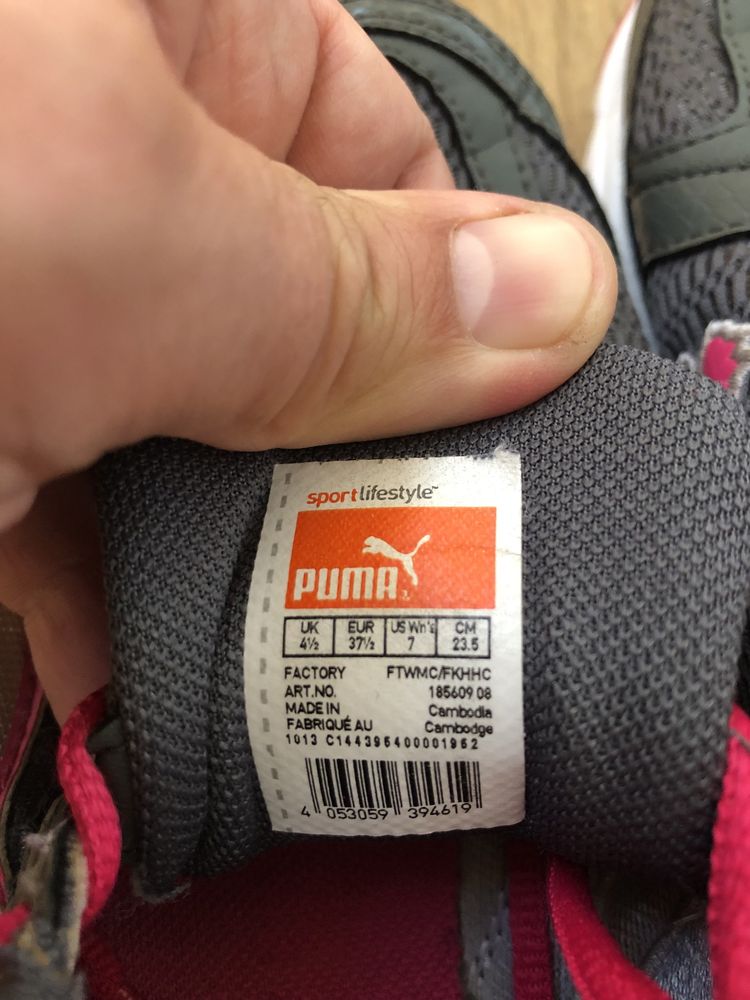 sportlifestyle™
PUMA
UK EUR US Wn's CM
4½ 37½ 7 23.5
FACTORY FTWMC/FKHHC
ART.NO. 185609 08
MADE IN Cambodia
FABRIQUÉ AU Cambodge
1013 C144395400001952
4 053059 394619